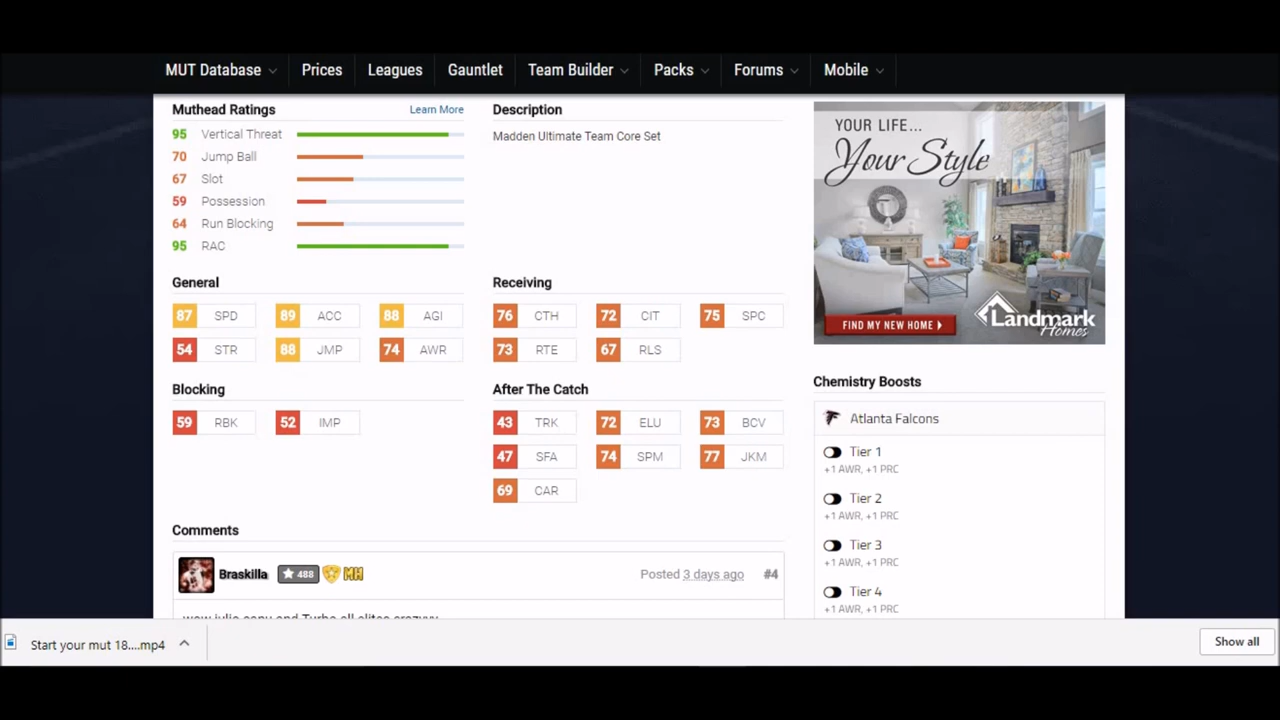 MUT Database Prices Leagues Gauntlet Team Builder Packs Forums Mobile
Muthead Ratings Learn More
95 Vertical Threat
70 Jump Ball
67 Slot
59 Possession
64 Run Blocking
95 RAC
Description
Madden Ultimate Team Core Set
General
87 SPD 89 ACC 88 AGI
54 STR 88 JMP 74 AWR
Receiving
76 CTH 72 CIT 75 SPC
73 RTE 67 RLS
Blocking
59 RBK 52 IMP
After The Catch
43 TRK 72 ELU 73 BCV
47 SFA 74 SPM 77 JKM
69 CAR
Comments
Braskilla 488 MH Posted 3 days ago #4
YOUR LIFE...
Your Style
FIND MY NEW HOME
Landmark
Homes
Chemistry Boosts
Atlanta Falcons
Tier 1
+1 AWR, +1 PRC
Tier 2
+1 AWR, +1 PRC
Tier 3
+1 AWR, +1 PRC
Tier 4
+1 AWR, +1 PRC
Start your mut 18....mp4
Show all